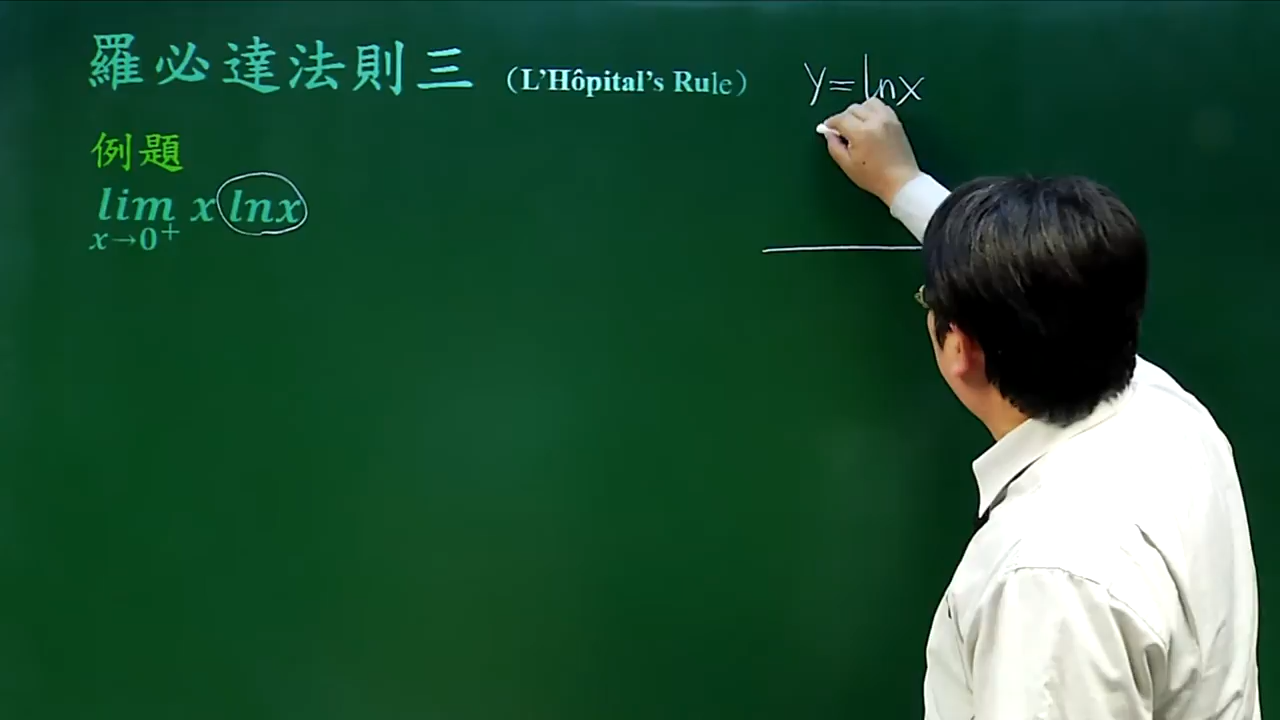 羅必達法則三 (L'Hôpital's Rule)
y=lnx
例題
lim x lnx
x→0⁺